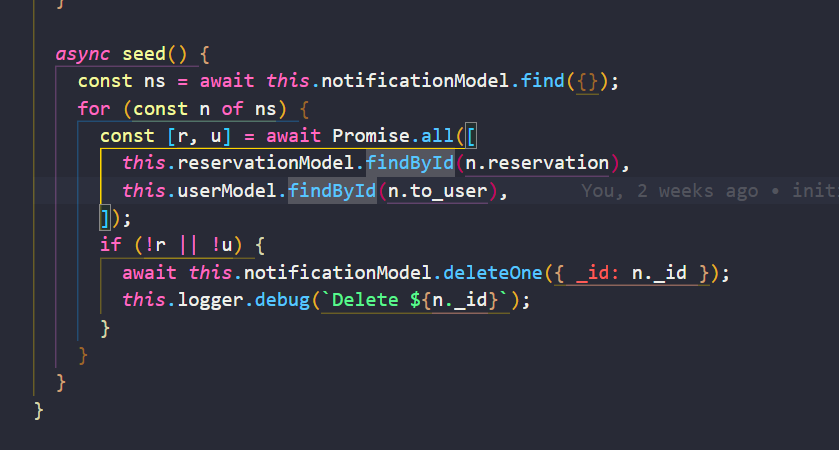 }
async seed() {
const ns = await this.notificationModel.find({});
for (const n of ns) {
const [r, u] = await Promise.all([
this.reservationModel.findById(n.reservation),
this.userModel.findById(n.to_user), You, 2 weeks ago • init
]);
if (!r || !u) {
await this.notificationModel.deleteOne({ _id: n._id });
this.logger.debug(`Delete ${n._id}`);
}
}
}
}